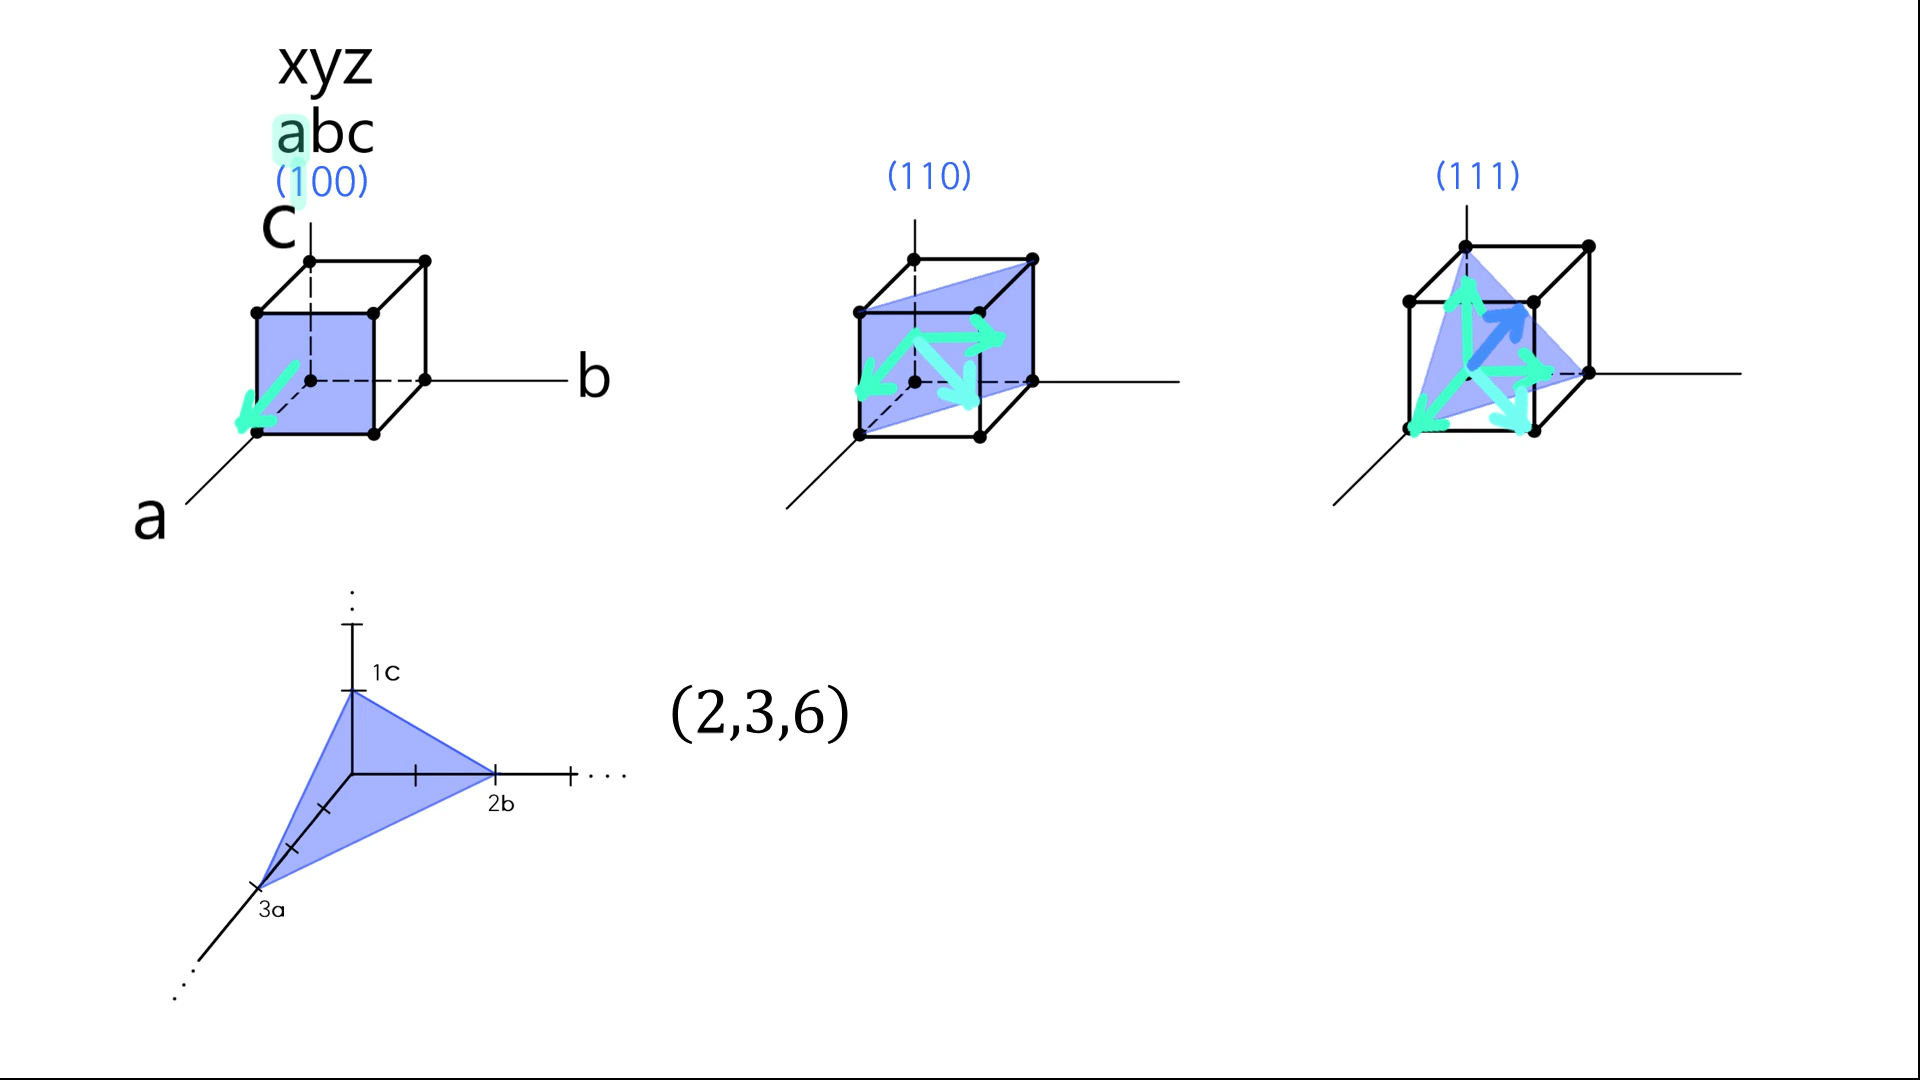 xyz
abc
(100)
(110)
(111)
c
b
a
1c
(2,3,6)
2b
3a